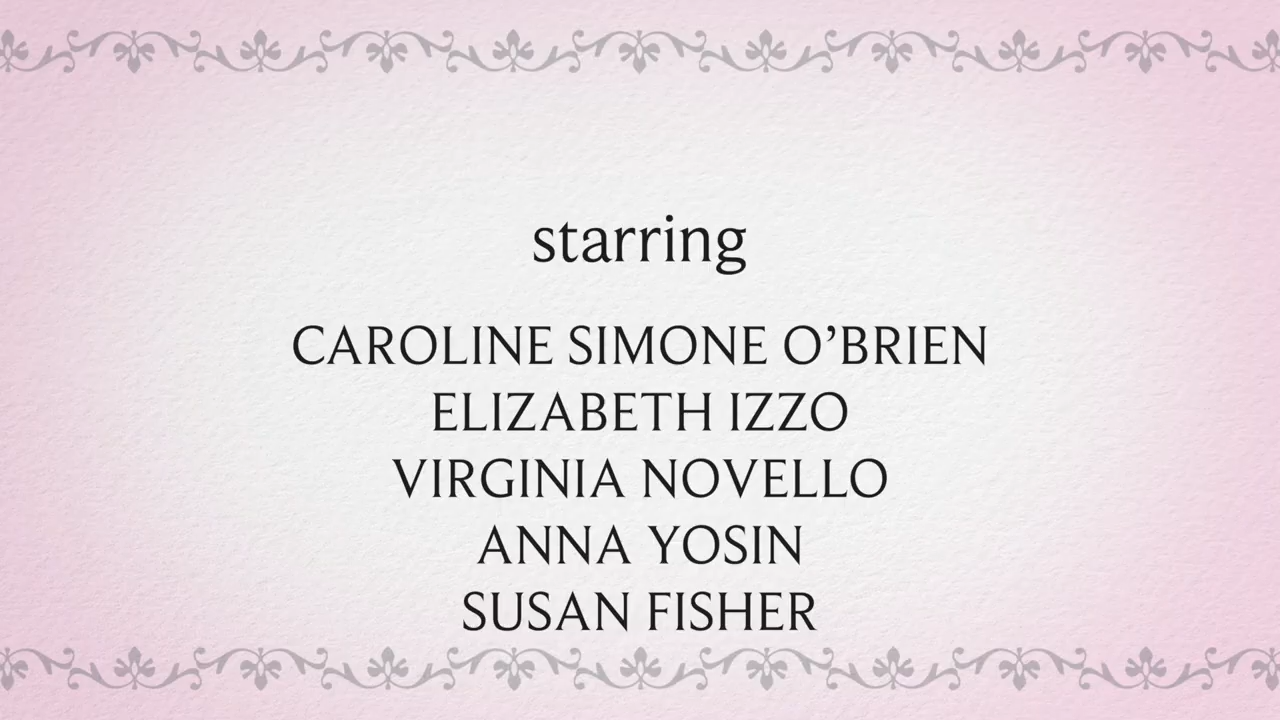 starring
CAROLINE SIMONE O’BRIEN
ELIZABETH IZZO
VIRGINIA NOVELLO
ANNA YOSIN
SUSAN FISHER